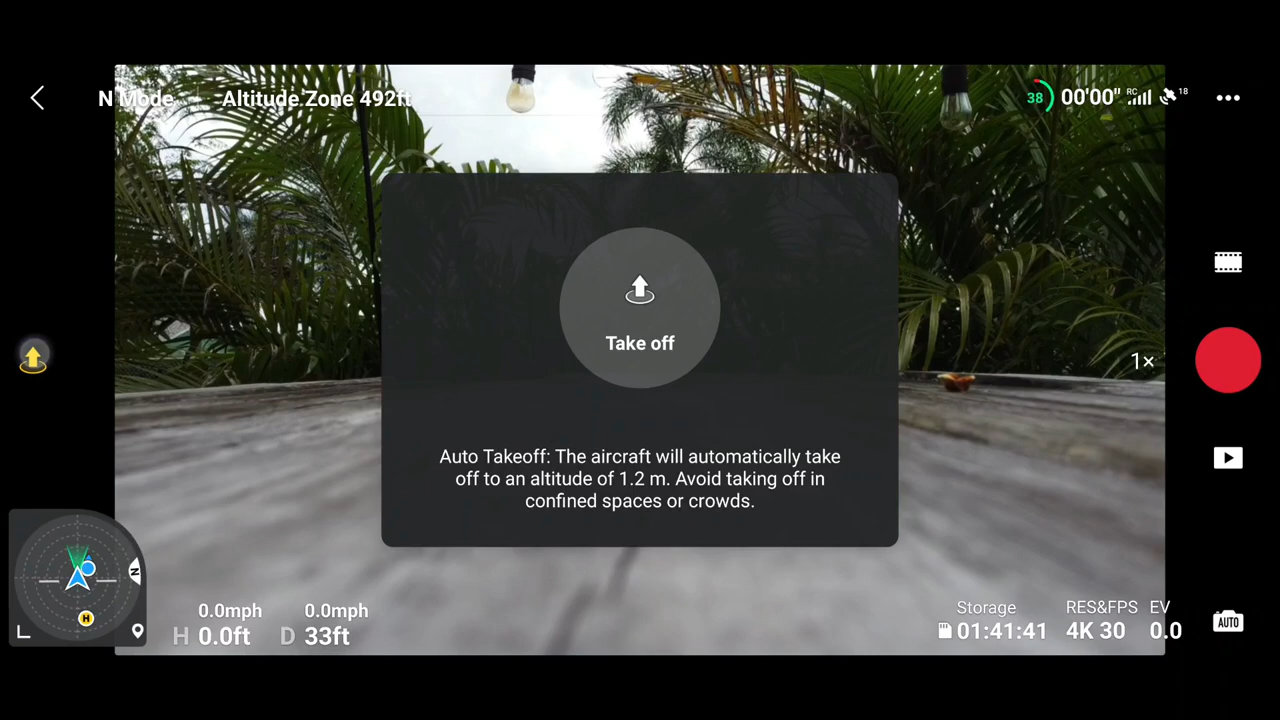 N Mode Altitude Zone 492ft
38 00'00" RC 18
Take off
1×
Auto Takeoff: The aircraft will automatically take
off to an altitude of 1.2 m. Avoid taking off in
confined spaces or crowds.
N
H
0.0mph 0.0mph
H 0.0ft D 33ft
Storage RES&FPS EV
01:41:41 4K 30 0.0
AUTO